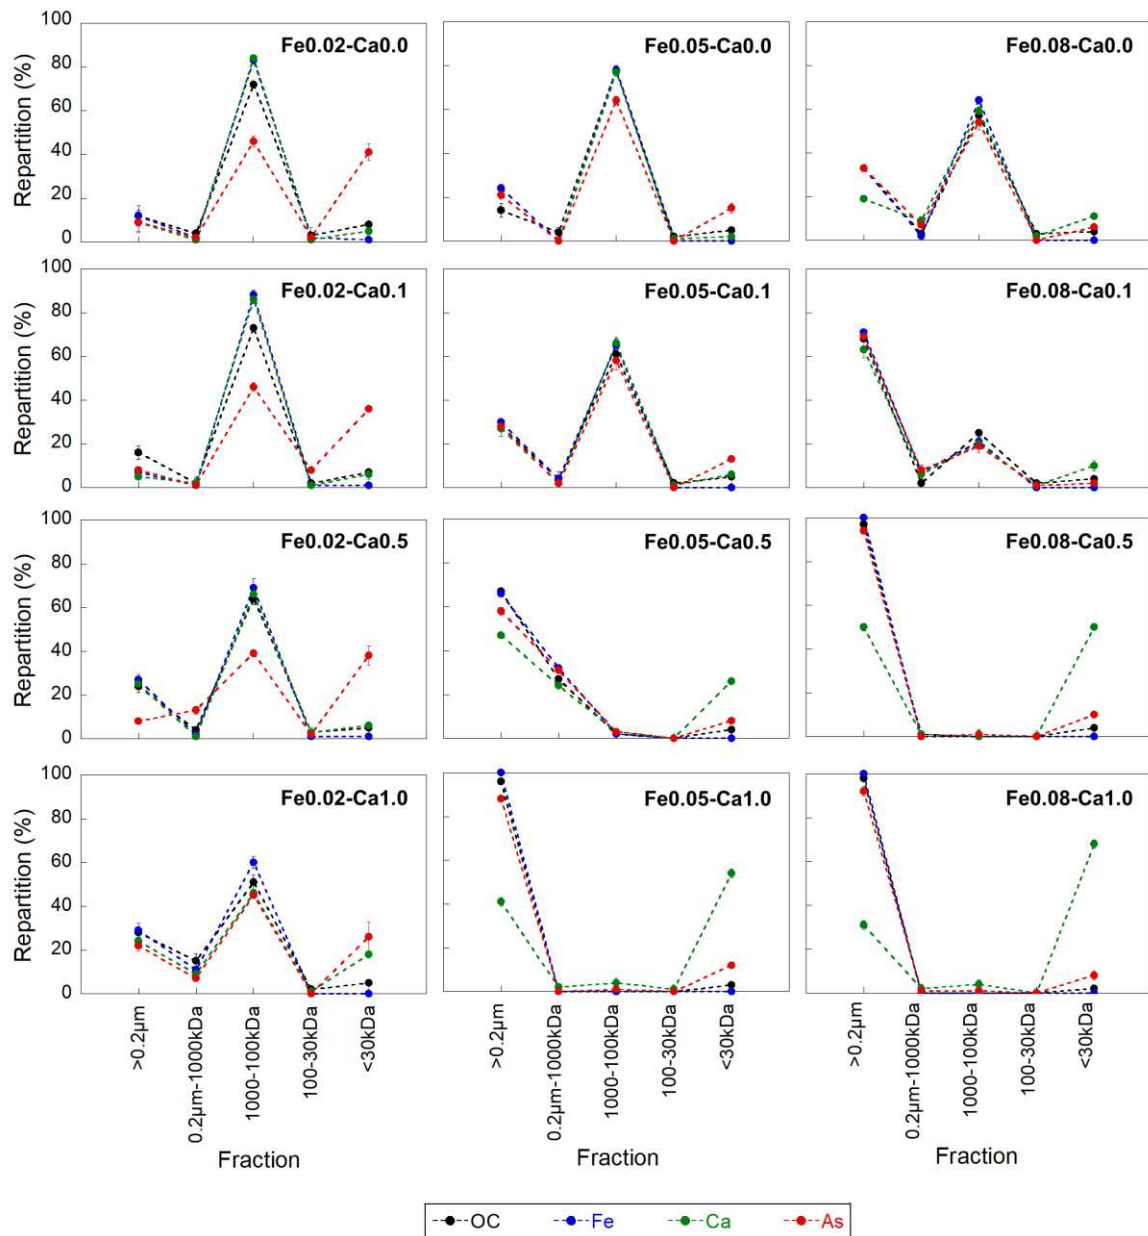 Fe0.02-Ca0.0
Fe0.05-Ca0.0
Fe0.08-Ca0.0
Repartition (%)
100
80
60
40
20
0
Fe0.02-Ca0.1
Fe0.05-Ca0.1
Fe0.08-Ca0.1
Repartition (%)
100
80
60
40
20
0
Fe0.02-Ca0.5
Fe0.05-Ca0.5
Fe0.08-Ca0.5
Repartition (%)
100
80
60
40
20
0
Fe0.02-Ca1.0
Fe0.05-Ca1.0
Fe0.08-Ca1.0
Repartition (%)
100
80
60
40
20
0
>0.2µm
0.2µm-1000kDa
1000-100kDa
100-30kDa
<30kDa
>0.2µm
0.2µm-1000kDa
1000-100kDa
100-30kDa
<30kDa
>0.2µm
0.2µm-1000kDa
1000-100kDa
100-30kDa
<30kDa
Fraction
Fraction
Fraction
OC
Fe
Ca
As